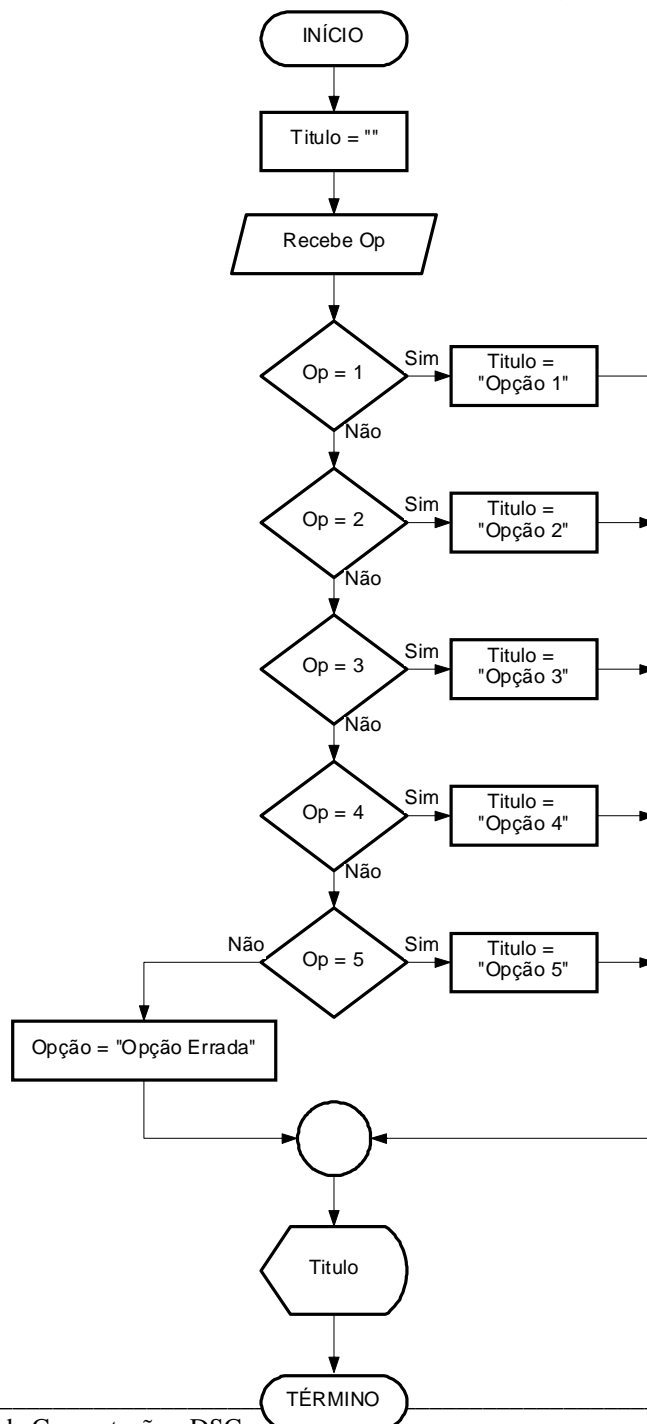 INÍCIO
Titulo = ""
Recebe Op
Op = 1
Sim
Titulo =
"Opção 1"
Não
Op = 2
Sim
Titulo =
"Opção 2"
Não
Op = 3
Sim
Titulo =
"Opção 3"
Não
Op = 4
Sim
Titulo =
"Opção 4"
Não
Não
Op = 5
Sim
Titulo =
"Opção 5"
Opção = "Opção Errada"
Titulo
TÉRMINO